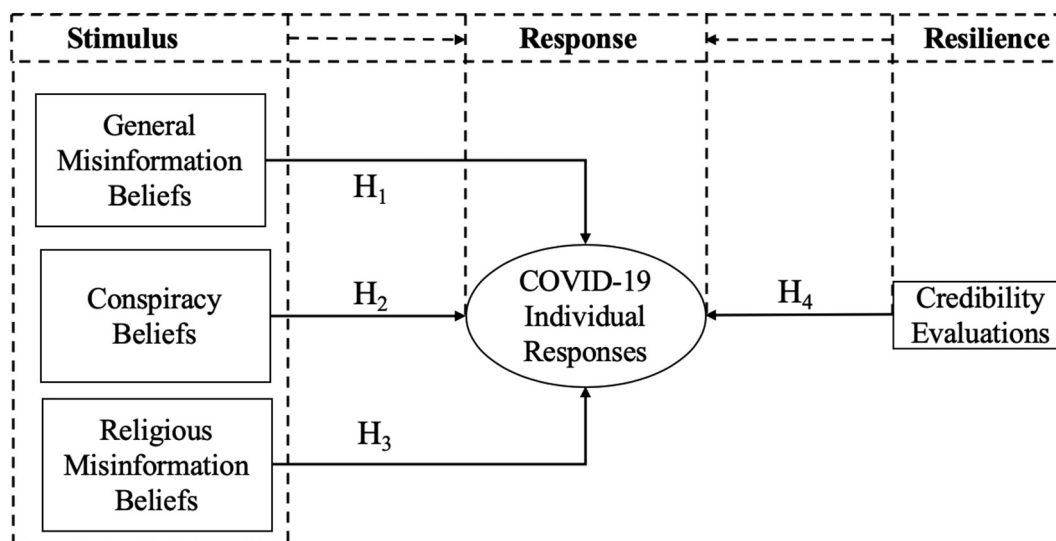 Stimulus
Response
Resilience
General
Misinformation
Beliefs
H₁
Conspiracy
Beliefs
H₂
COVID-19
Individual
Responses
H₄
Credibility
Evaluations
Religious
Misinformation
Beliefs
H₃